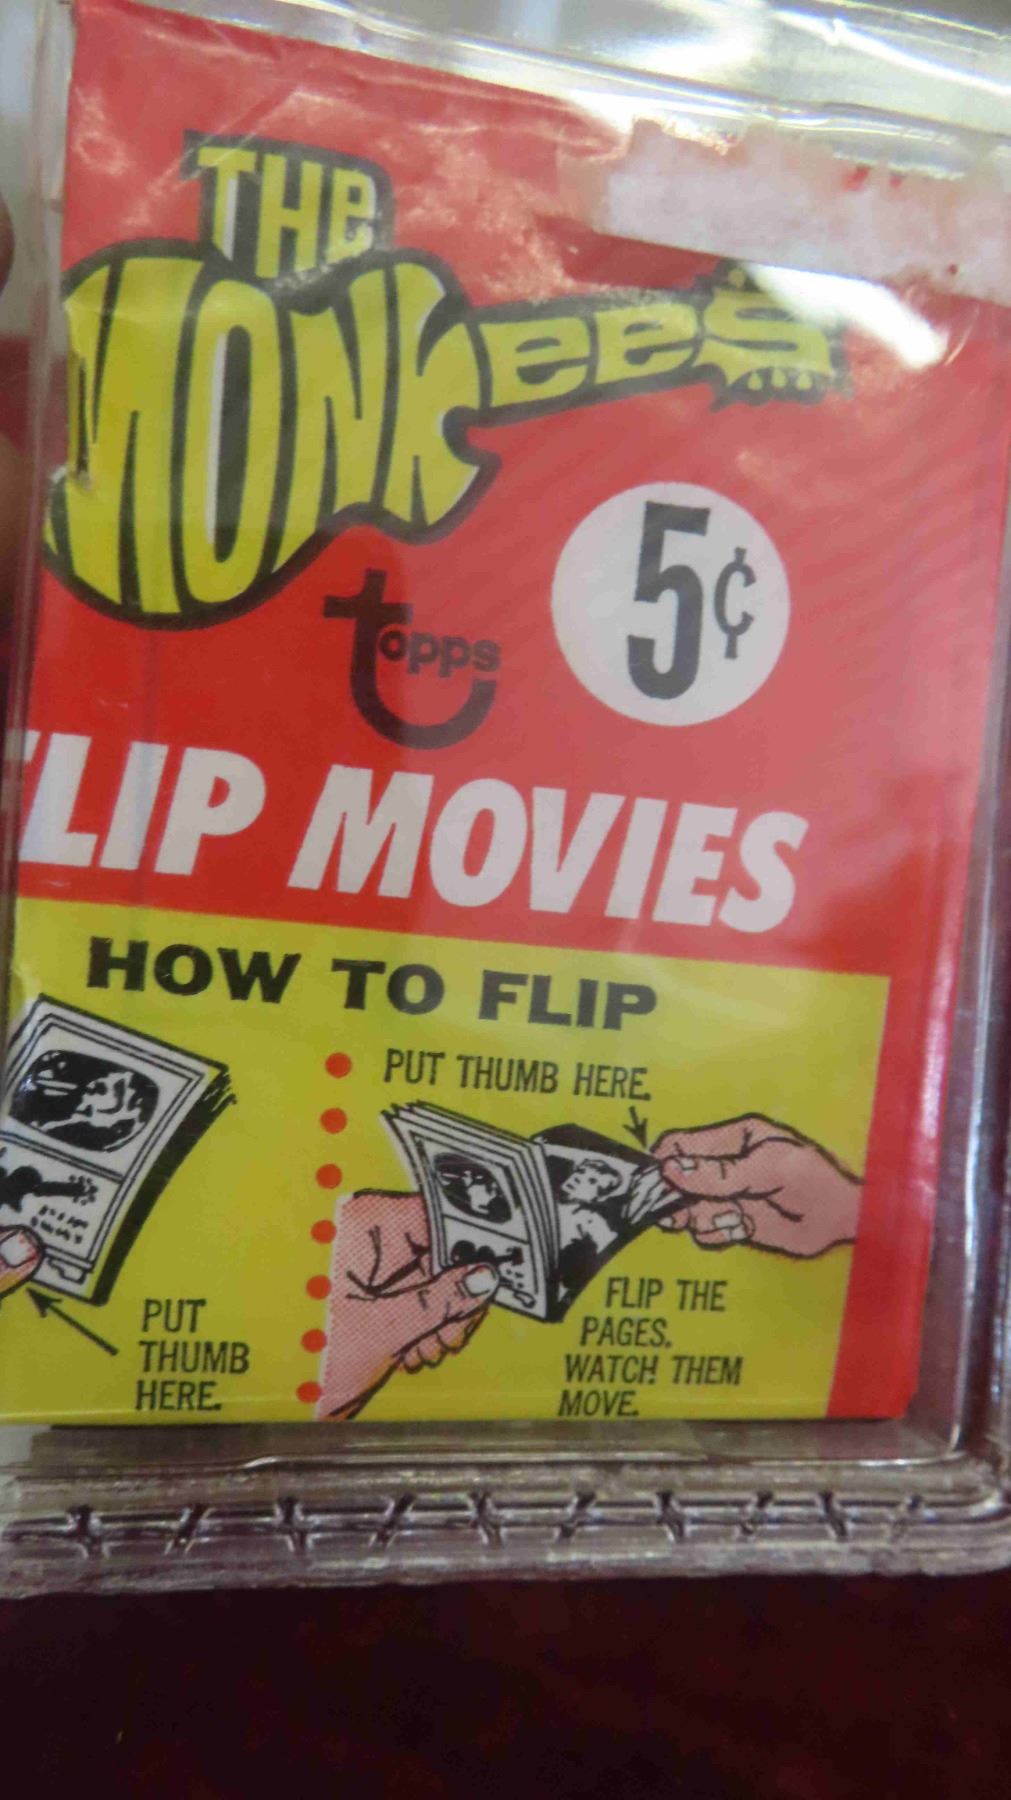 THE
MONKEES
topps
5¢
FLIP MOVIES
HOW TO FLIP
PUT THUMB HERE.
PUT
THUMB
HERE.
FLIP THE
PAGES.
WATCH THEM
MOVE.